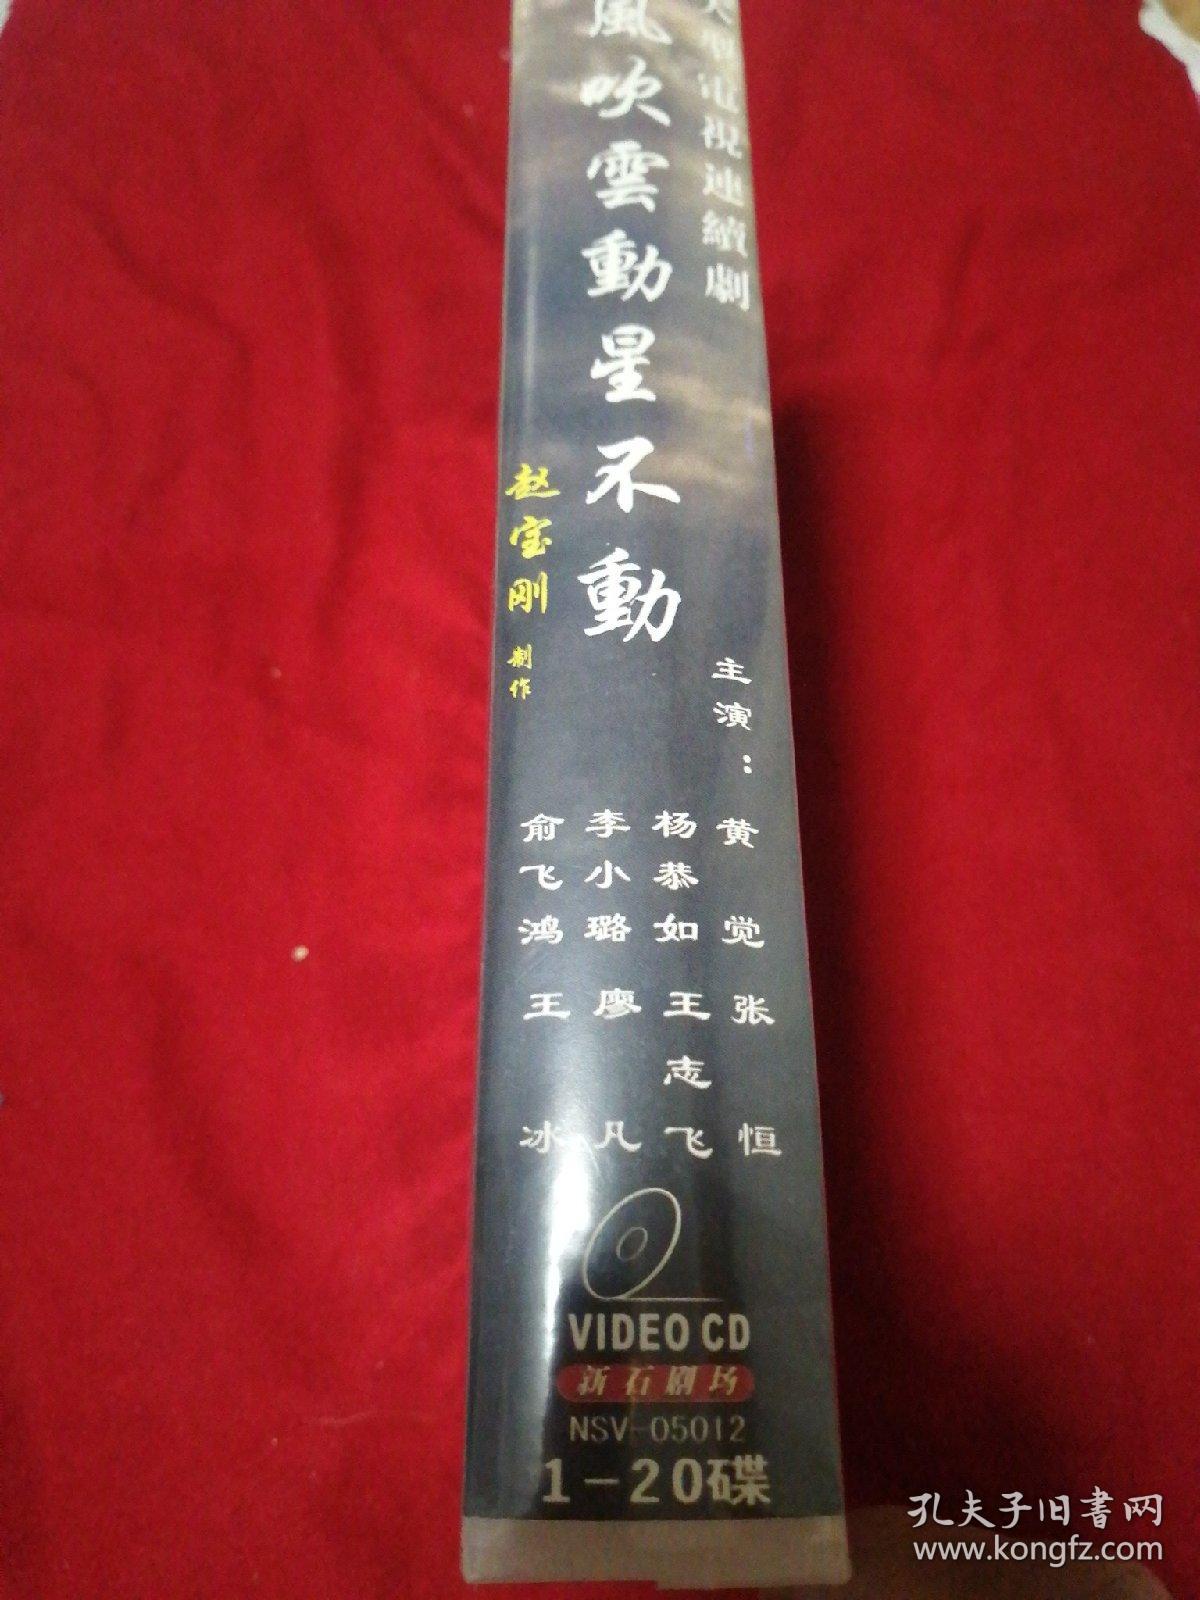 大型電視連續劇
風吹雲動星不動
赵宝刚 制作
主演：
黄觉 张恒
杨恭如 王志飞
李小璐 廖凡
俞飞鸿 王冰
VIDEO CD
新石剧场
NSV-05012
1-20碟
孔夫子旧書网
www.kongfz.com